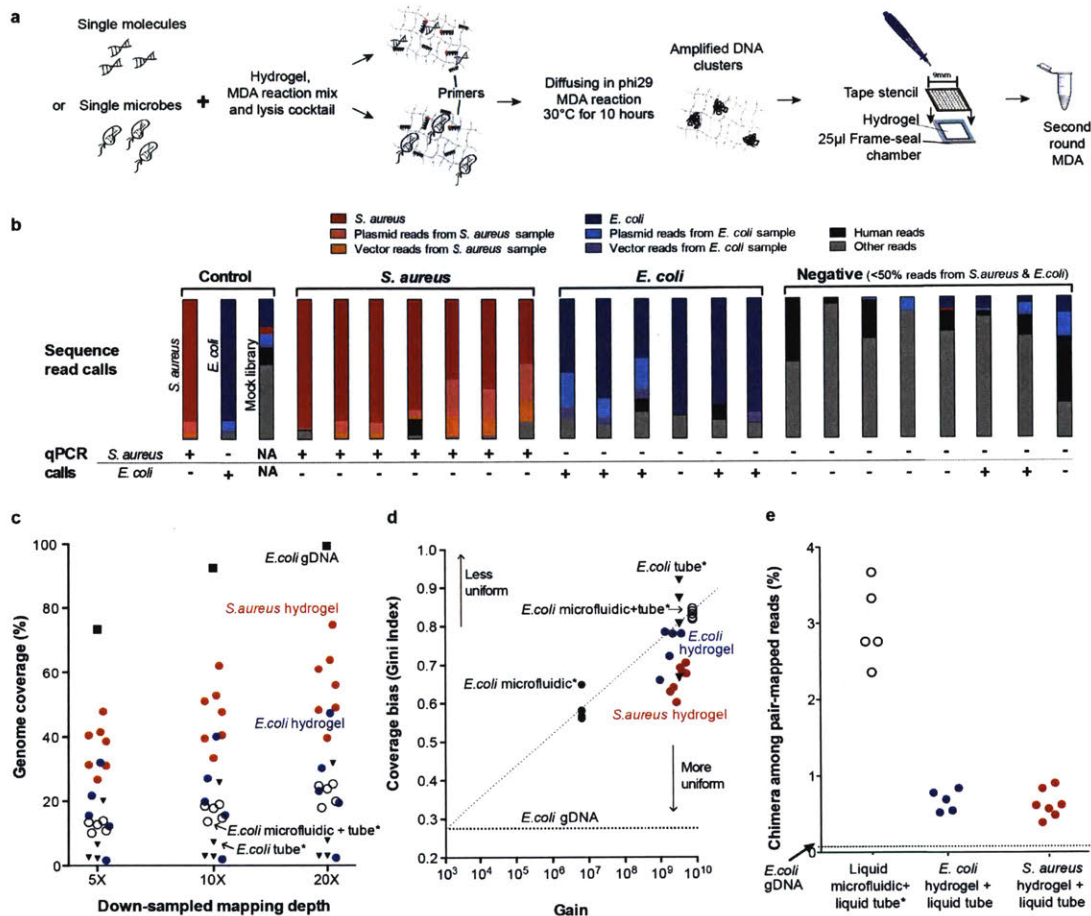 a
Single molecules
or Single microbes
+
Hydrogel,
MDA reaction mix
and lysis cocktail
Primers
Diffusing in phi29
MDA reaction
30°C for 10 hours
Amplified DNA
clusters
9mm
Tape stencil
Hydrogel
25µl Frame-seal
chamber
Second
round
MDA
b
S. aureus
Plasmid reads from S. aureus sample
Vector reads from S. aureus sample
E. coli
Plasmid reads from E. coli sample
Vector reads from E. coli sample
Human reads
Other reads
Control
S. aureus
E. coli
Negative (<50% reads from S.aureus & E.coli)
Sequence
read calls
S. aureus
E. coli
Mock library
qPCR
calls
S. aureus + - NA + + + + + + + - - - - - - - - - - - - - -
E. coli - + NA - - - - - - - + + + - + + - - - - - + + -
c
Genome coverage (%)
100
80
60
40
20
0
E.coli gDNA
S.aureus hydrogel
E.coli hydrogel
E.coli microfluidic + tube*
E.coli tube*
5X 10X 20X
Down-sampled mapping depth
d
Coverage bias (Gini Index)
1.0
0.9
0.8
0.7
0.6
0.5
0.4
0.3
0.2
Less
uniform
E.coli tube*
E.coli microfluidic+tube*
E.coli
hydrogel
E.coli microfluidic*
S.aureus hydrogel
More
uniform
E.coli gDNA
10³ 10⁴ 10⁵ 10⁶ 10⁷ 10⁸ 10⁹ 10¹⁰
Gain
e
Chimera among pair-mapped reads (%)
4
3
2
1
0
E.coli
gDNA
Liquid
microfluidic+
liquid tube*
E. coli
hydrogel +
liquid tube
S. aureus
hydrogel +
liquid tube